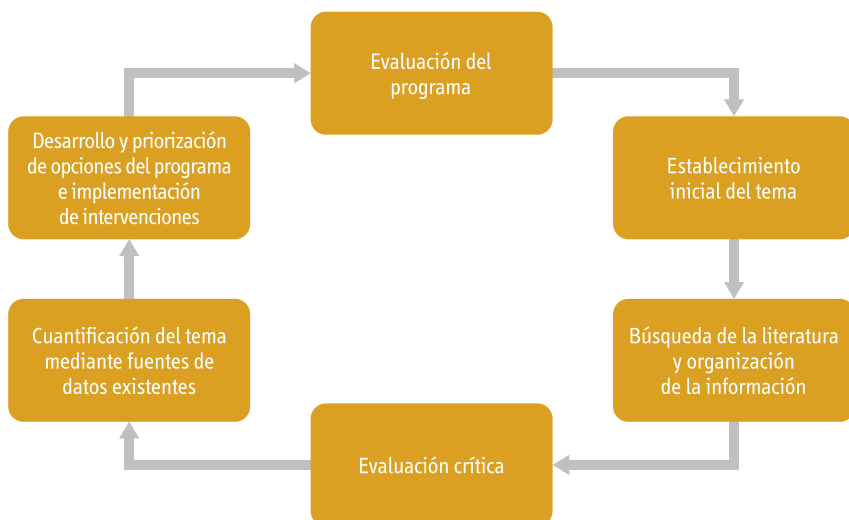 Evaluación del
programa
Establecimiento
inicial del tema
Búsqueda de la literatura
y organización
de la información
Evaluación crítica
Cuantificación del tema
mediante fuentes de
datos existentes
Desarrollo y priorización
de opciones del programa
e implementación
de intervenciones